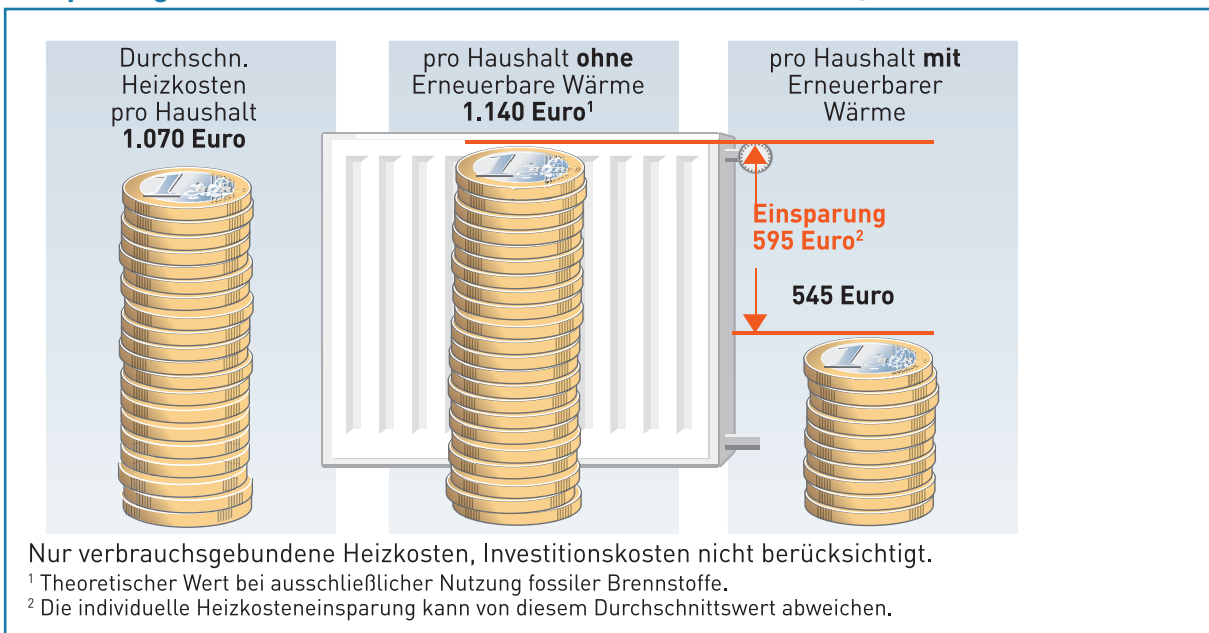 Durchschn.
Heizkosten
pro Haushalt
1.070 Euro
pro Haushalt ohne
Erneuerbare Wärme
1.140 Euro¹
pro Haushalt mit
Erneuerbarer
Wärme
Einsparung
595 Euro²
545 Euro
Nur verbrauchsgebundene Heizkosten, Investitionskosten nicht berücksichtigt.
¹ Theoretischer Wert bei ausschließlicher Nutzung fossiler Brennstoffe.
² Die individuelle Heizkosteneinsparung kann von diesem Durchschnittswert abweichen.